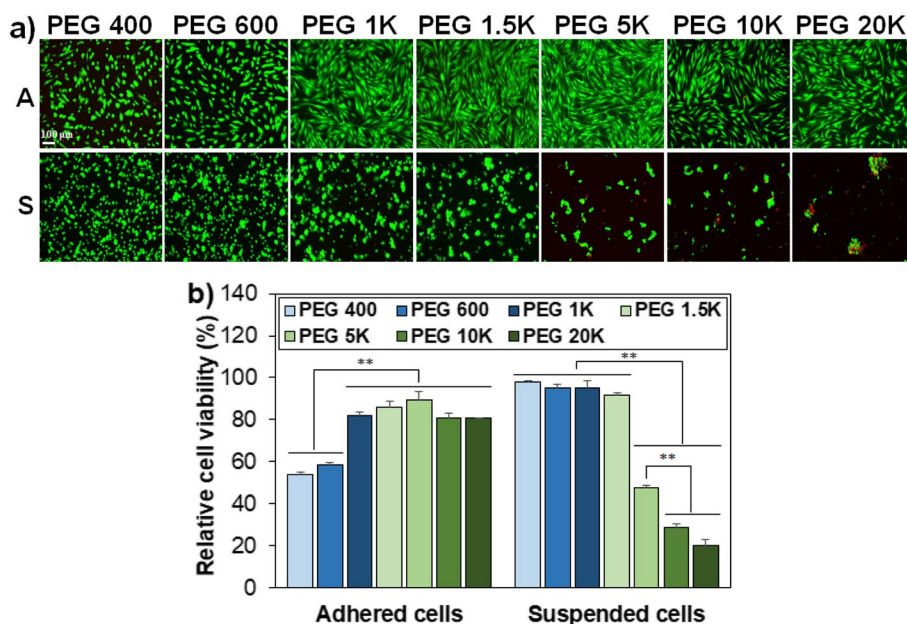 a) PEG 400 PEG 600 PEG 1K PEG 1.5K PEG 5K PEG 10K PEG 20K
A
100 µm
S
b)
140
120
100
80
60
40
20
0
Relative cell viability (%)
PEG 400 PEG 600 PEG 1K PEG 1.5K
PEG 5K PEG 10K PEG 20K
**
**
**
Adhered cells Suspended cells